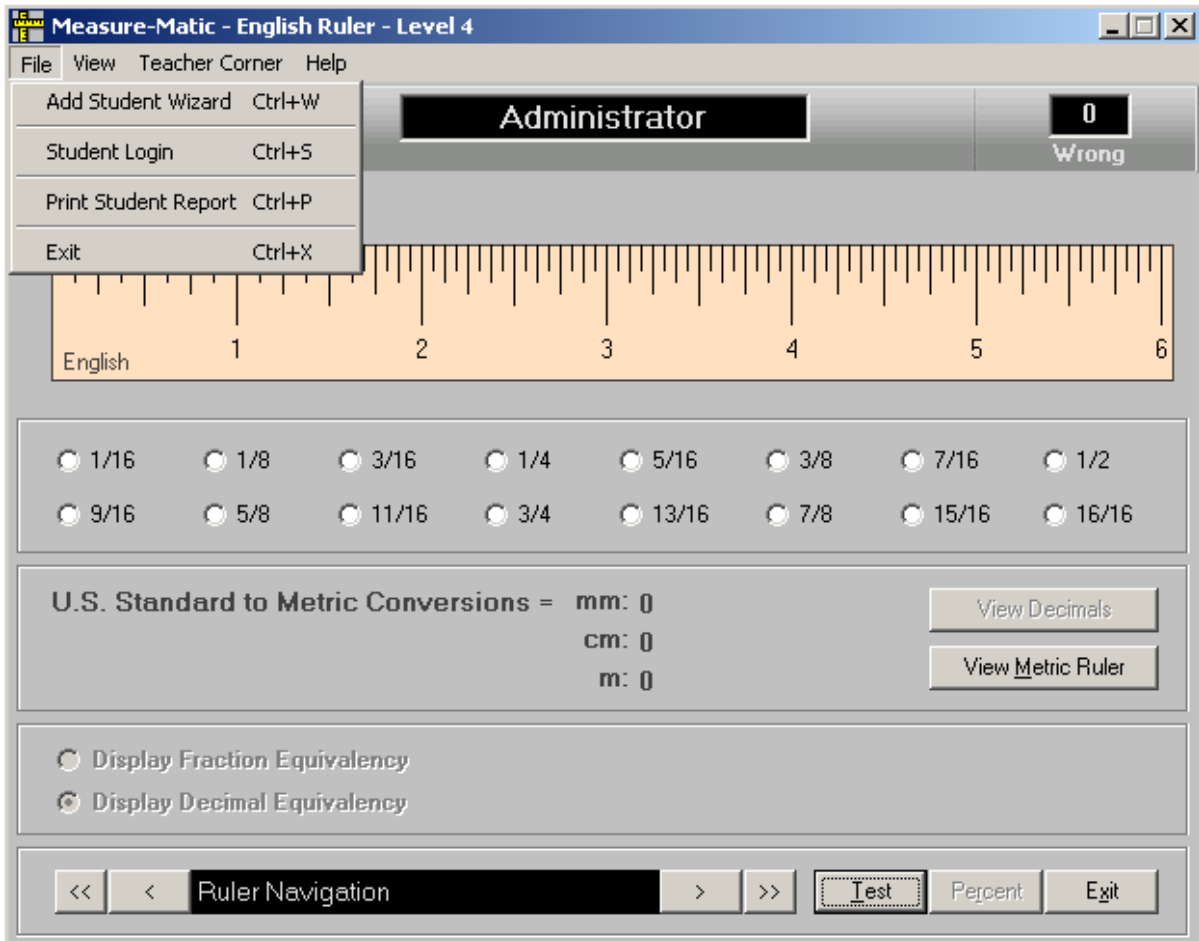 Measure-Matic - English Ruler - Level 4
File View Teacher Corner Help
Add Student Wizard Ctrl+W
Student Login Ctrl+S
Print Student Report Ctrl+P
Exit Ctrl+X
Administrator
0
Wrong
1 2 3 4 5 6
English
1/16 1/8 3/16 1/4 5/16 3/8 7/16 1/2
9/16 5/8 11/16 3/4 13/16 7/8 15/16 16/16
U.S. Standard to Metric Conversions = mm: 0
cm: 0
m: 0
View Decimals
View Metric Ruler
Display Fraction Equivalency
Display Decimal Equivalency
<< < Ruler Navigation > >> Test Percent Exit